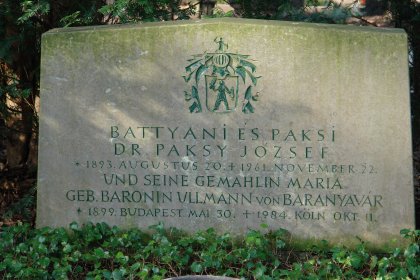 BATTYÁNI ÉS PAKSI
DR. PAKSY JÓZSEF
* 1893. AUGUSTUS 20. + 1961. NOVEMBER 22.
UND SEINE GEMAHLIN MARIA
GEB. BARONIN ULLMANN VON BARANYAVÁR
* 1899. BUDAPEST MAI 30. + 1984. KÖLN OKT 11.